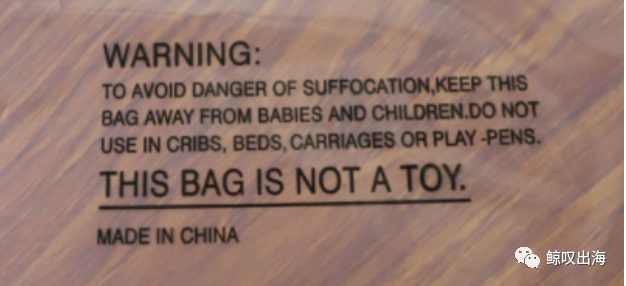 WARNING:
TO AVOID DANGER OF SUFFOCATION,KEEP THIS
BAG AWAY FROM BABIES AND CHILDREN.DO NOT
USE IN CRIBS, BEDS, CARRIAGES OR PLAY -PENS.
THIS BAG IS NOT A TOY.
MADE IN CHINA
鲸叹出海